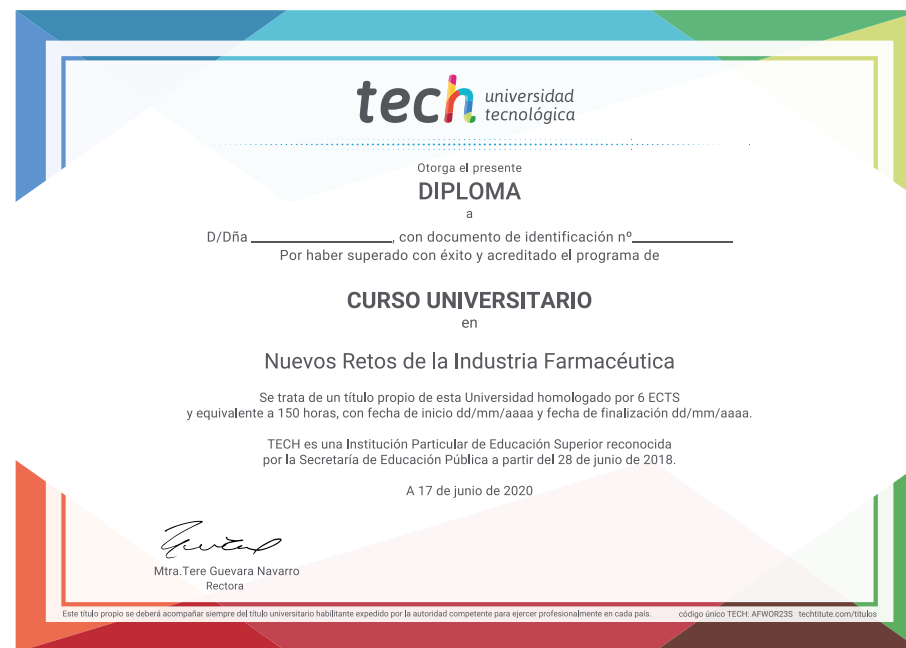 tech universidad
tecnológica
Otorga el presente
DIPLOMA
a
D/Dña ____________________, con documento de identificación nº______________
Por haber superado con éxito y acreditado el programa de
CURSO UNIVERSITARIO
en
Nuevos Retos de la Industria Farmacéutica
Se trata de un título propio de esta Universidad homologado por 6 ECTS
y equivalente a 150 horas, con fecha de inicio dd/mm/aaaa y fecha de finalización dd/mm/aaaa.
TECH es una Institución Particular de Educación Superior reconocida
por la Secretaría de Educación Pública a partir del 28 de junio de 2018.
A 17 de junio de 2020
Mtra.Tere Guevara Navarro
Rectora
Este título propio se deberá acompañar siempre del título universitario habilitante expedido por la autoridad competente para ejercer profesionalmente en cada país. código único TECH: AFWOR23S techtitute.com/titulos